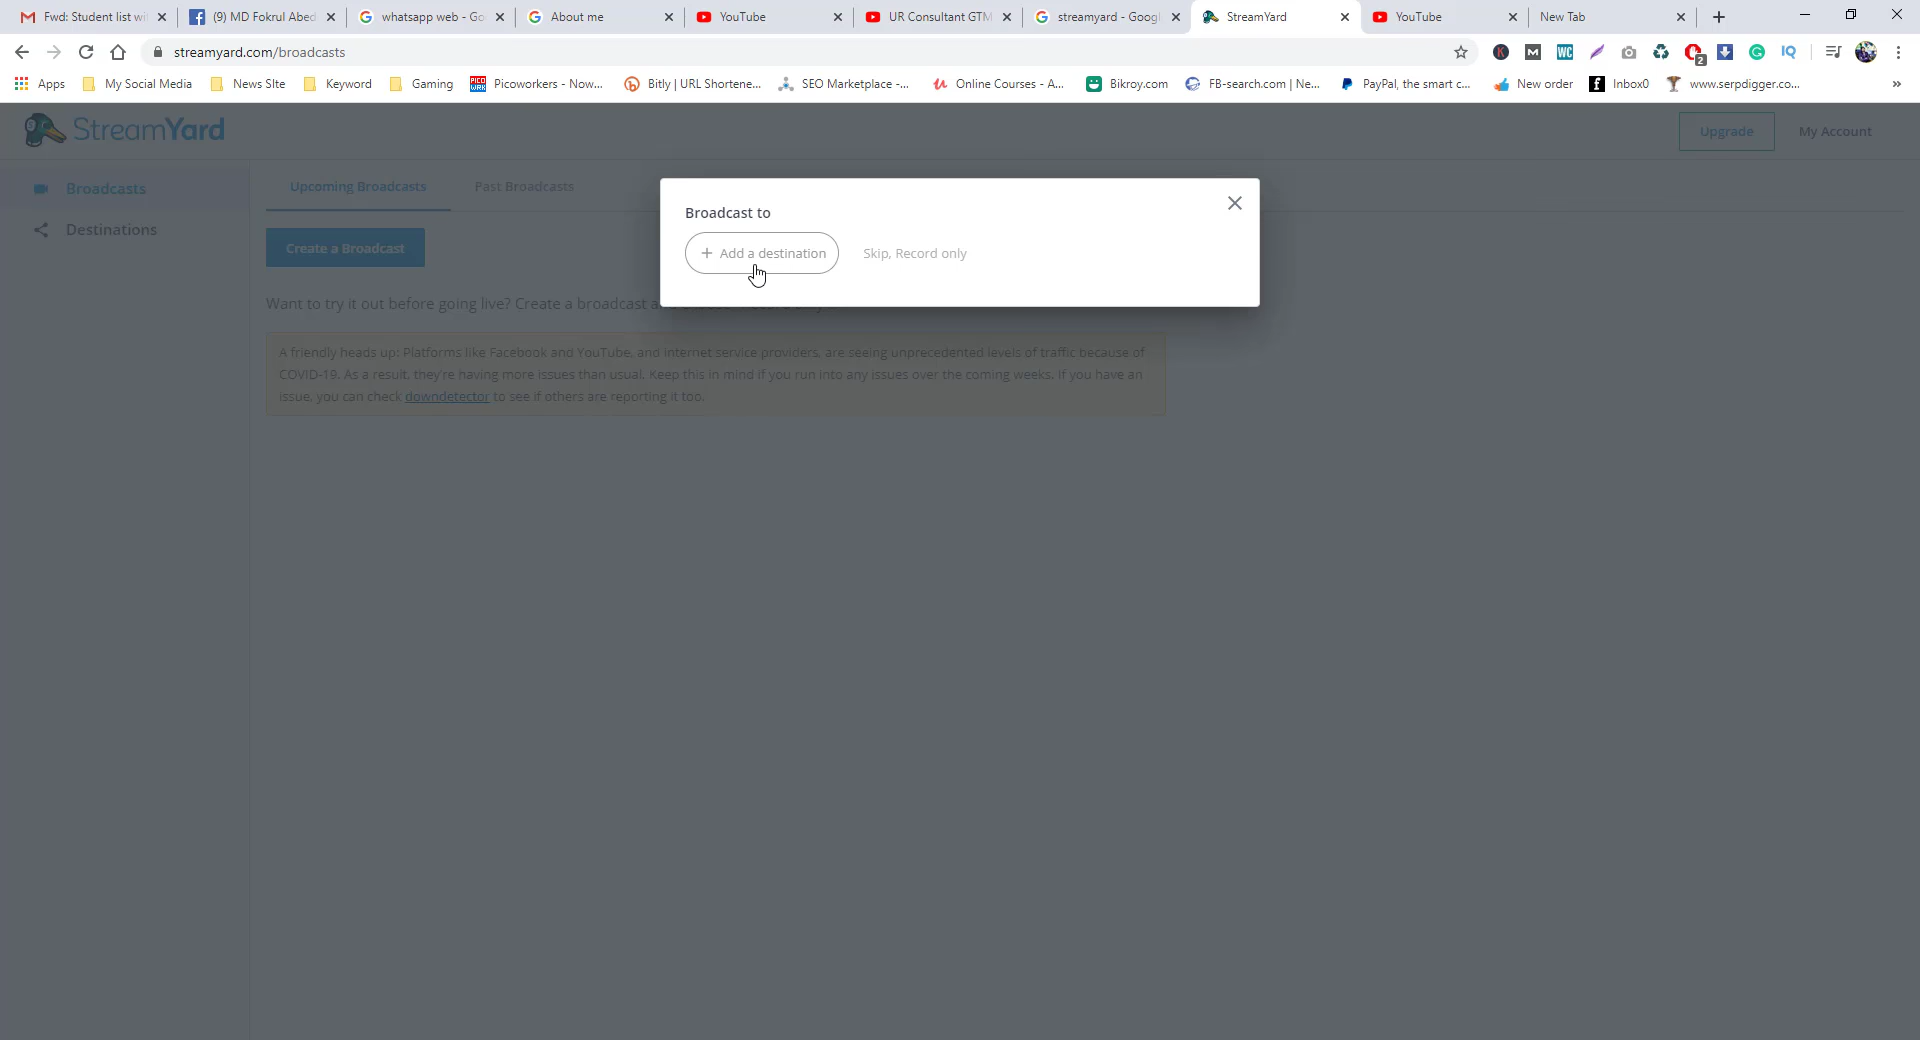 Fwd: Student list wi
(9) MD Fokrul Abed
whatsapp web - Go
About me
YouTube
UR Consultant GTM
streamyard - Googl
StreamYard
YouTube
New Tab
streamyard.com/broadcasts
2
Apps
My Social Media
News SIte
Keyword
Gaming
Picoworkers - Now...
Bitly | URL Shortene...
SEO Marketplace -...
Online Courses - A...
Bikroy.com
FB-search.com | Ne...
PayPal, the smart c...
New order
Inbox0
www.serpdigger.co...
»
StreamYard
Upgrade
My Account
Broadcasts
Destinations
Upcoming Broadcasts
Past Broadcasts
Broadcast to
+ Add a destination
Skip, Record only
Create a Broadcast
Want to try it out before going live? Create a broadcast a
A friendly heads up: Platforms like Facebook and YouTube, and internet service providers, are seeing unprecedented levels of traffic because of
COVID-19. As a result, they're having more issues than usual. Keep this in mind if you run into any issues over the coming weeks. If you have an
issue, you can check downdetector to see if others are reporting it too.